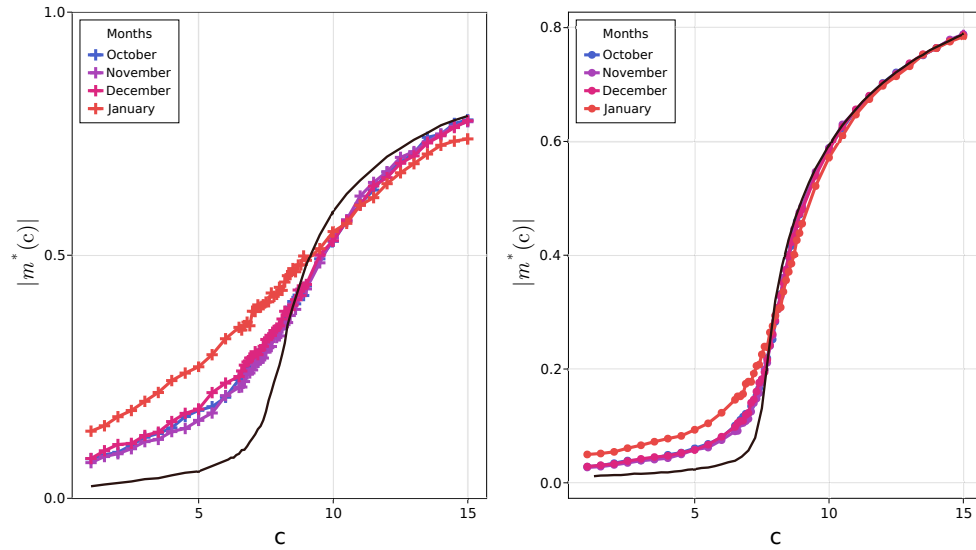 1.0
Months
October
November
December
January
0.5
0.0
5
10
15
|m*(c)|
c
0.8
Months
October
November
December
January
0.6
0.4
0.2
0.0
5
10
15
|m*(c)|
c